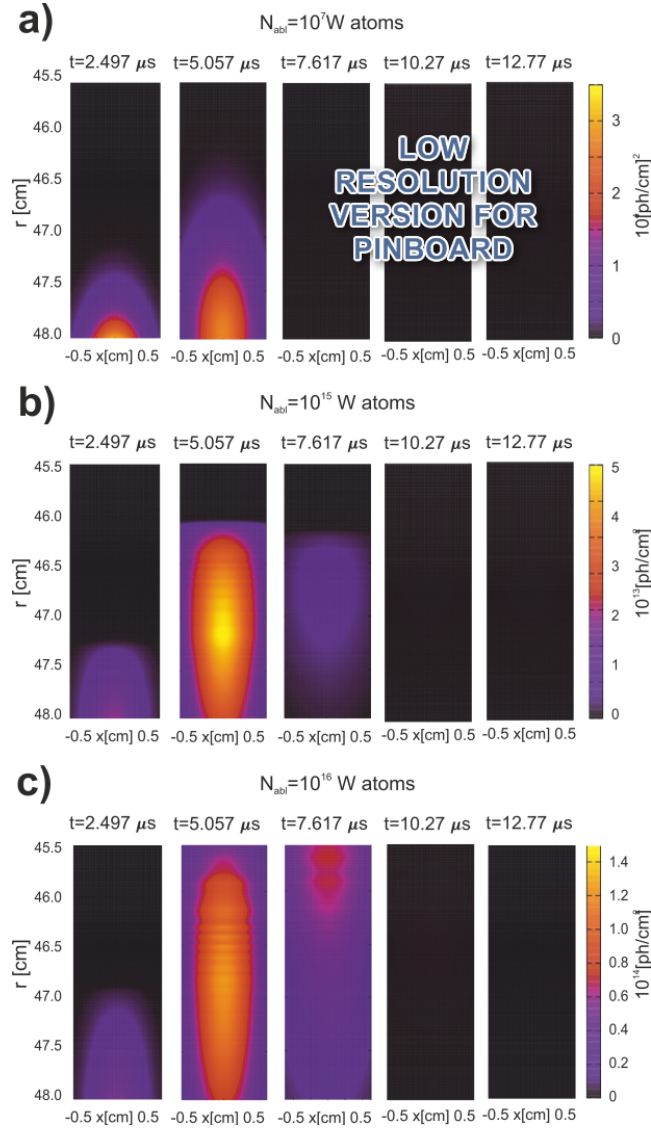 a)
N_abl=10^7 W atoms
t=2.497 μs t=5.057 μs t=7.617 μs t=10.27 μs t=12.77 μs
45.5
46.0
46.5
47.0
47.5
48.0
r [cm]
-0.5 x[cm] 0.5 -0.5 x[cm] 0.5 -0.5 x[cm] 0.5 -0.5 x[cm] 0.5 -0.5 x[cm] 0.5
LOW
RESOLUTION
VERSION FOR
PINBOARD
3
2
1
0
[ph/cm]^2
b)
N_abl=10^15 W atoms
t=2.497 μs t=5.057 μs t=7.617 μs t=10.27 μs t=12.77 μs
45.5
46.0
46.5
47.0
47.5
48.0
r [cm]
-0.5 x[cm] 0.5 -0.5 x[cm] 0.5 -0.5 x[cm] 0.5 -0.5 x[cm] 0.5 -0.5 x[cm] 0.5
5
4
3
2
1
0
10^13[ph/cm]
c)
N_abl=10^16 W atoms
t=2.497 μs t=5.057 μs t=7.617 μs t=10.27 μs t=12.77 μs
45.5
46.0
46.5
47.0
47.5
48.0
r [cm]
-0.5 x[cm] 0.5 -0.5 x[cm] 0.5 -0.5 x[cm] 0.5 -0.5 x[cm] 0.5 -0.5 x[cm] 0.5
1.4
1.2
1.0
0.8
0.6
0.4
0.2
0
10^14[ph/cm]